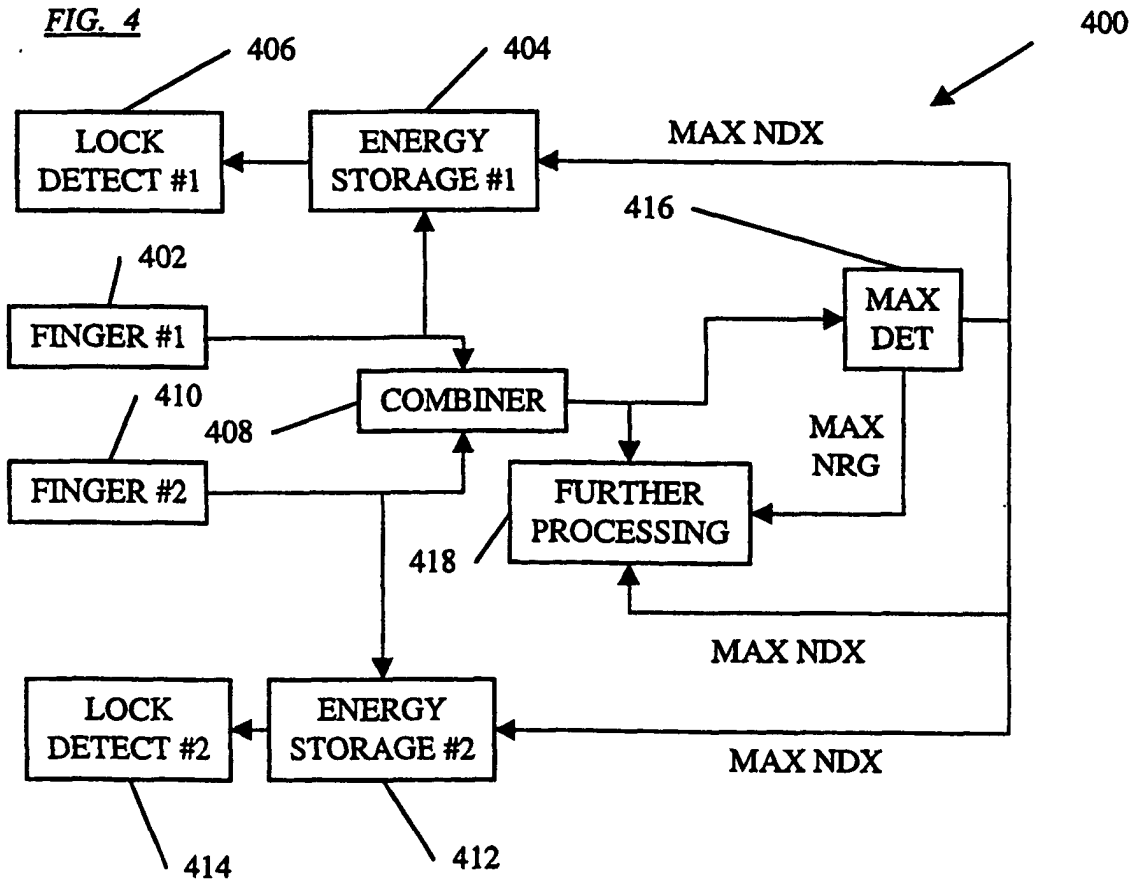 FIG. 4
400
406
404
LOCK
DETECT #1
ENERGY
STORAGE #1
MAX NDX
416
402
FINGER #1
MAX
DET
410
COMBINER
408
MAX
NRG
FINGER #2
FURTHER
PROCESSING
418
MAX NDX
LOCK
DETECT #2
ENERGY
STORAGE #2
MAX NDX
414
412